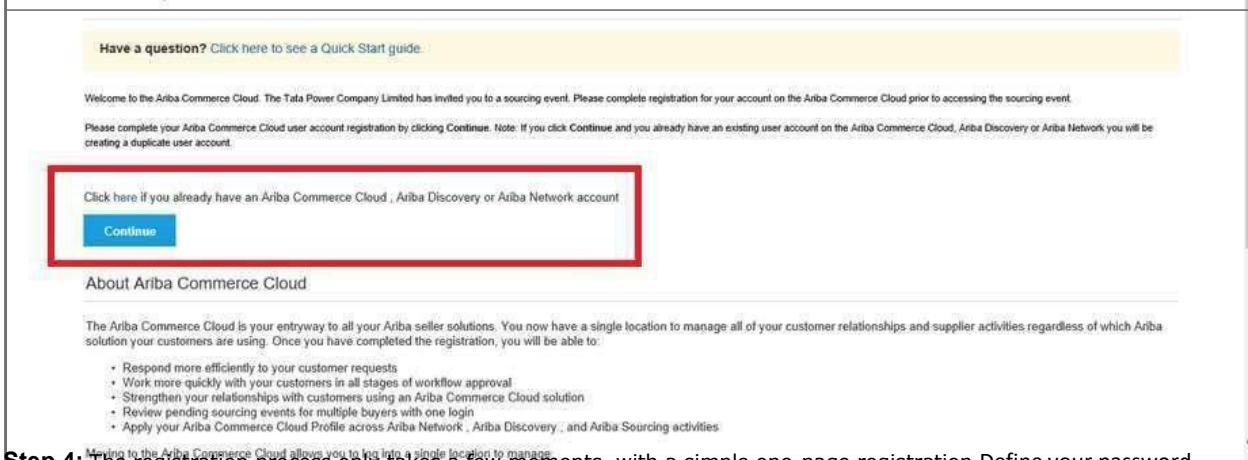 Have a question? Click here to see a Quick Start guide.
Welcome to the Ariba Commerce Cloud. The Tata Power Company Limited has invited you to a sourcing event. Please complete registration for your account on the Ariba Commerce Cloud prior to accessing the sourcing event.
Please complete your Ariba Commerce Cloud user account registration by clicking Continue. Note: If you click Continue and you already have an existing user account on the Ariba Commerce Cloud, Ariba Discovery or Ariba Network you will be
creating a duplicate user account.
Click here if you already have an Ariba Commerce Cloud , Ariba Discovery or Ariba Network account
Continue
About Ariba Commerce Cloud
The Ariba Commerce Cloud is your entryway to all your Ariba seller solutions. You now have a single location to manage all of your customer relationships and supplier activities regardless of which Ariba
solution your customers are using. Once you have completed the registration, you will be able to:
• Respond more efficiently to your customer requests
• Work more quickly with your customers in all stages of workflow approval
• Strengthen your relationships with customers using an Ariba Commerce Cloud solution
• Review pending sourcing events for multiple buyers with one login
• Apply your Ariba Commerce Cloud Profile across Ariba Network , Ariba Discovery , and Ariba Sourcing activities
Moving to the Ariba Commerce Cloud allows you to log into a single location to manage:
Step 4: The registration process only takes a few moments, with a simple one-page registration Define your password